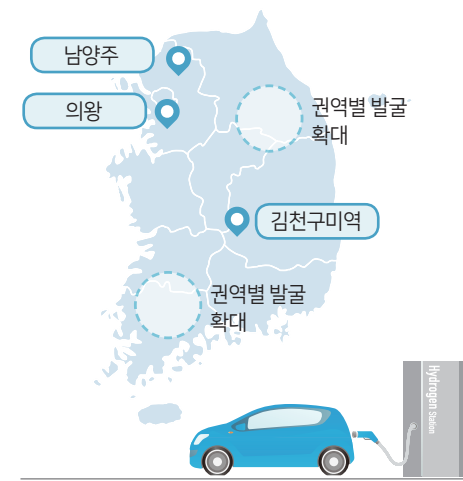 남양주
의왕
권역별 발굴
확대
김천구미역
권역별 발굴
확대
Hydrogen Station